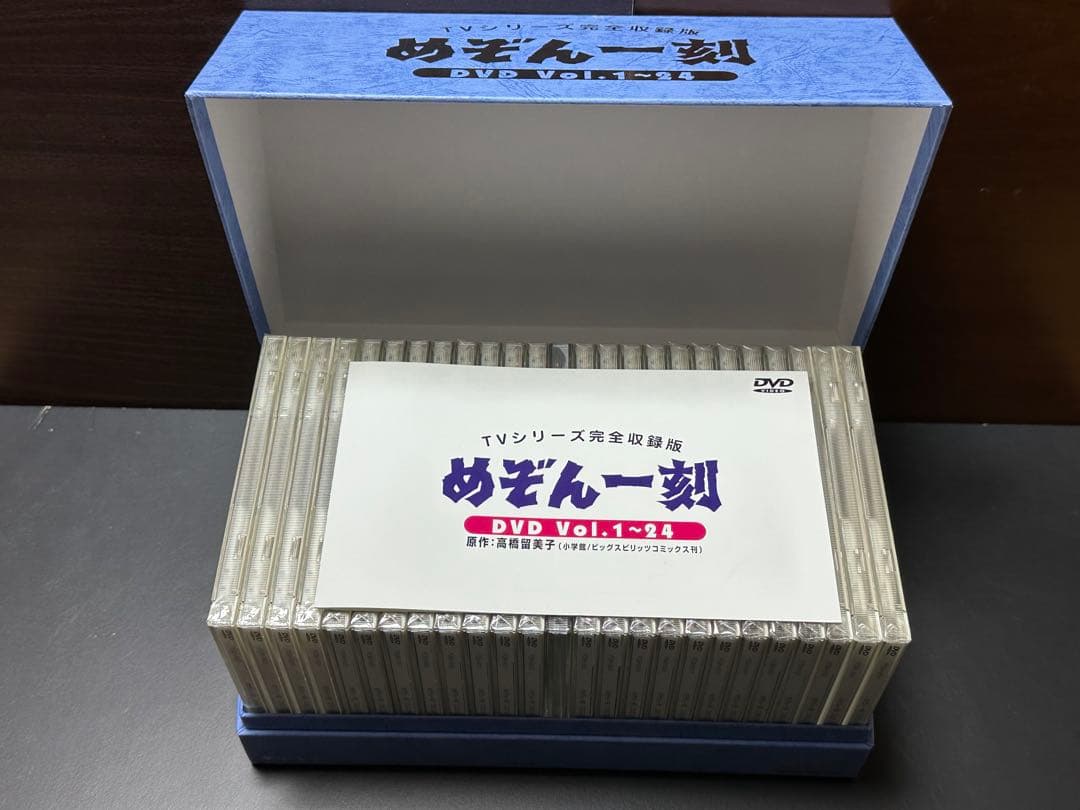 TVシリーズ完全収録版
めぞん一刻
DVD Vol.1~24
DVD
VIDEO
TVシリーズ完全収録版
めぞん一刻
DVD Vol.1~24
原作:高橋留美子(小学館/ビッグスピリッツコミックス刊)